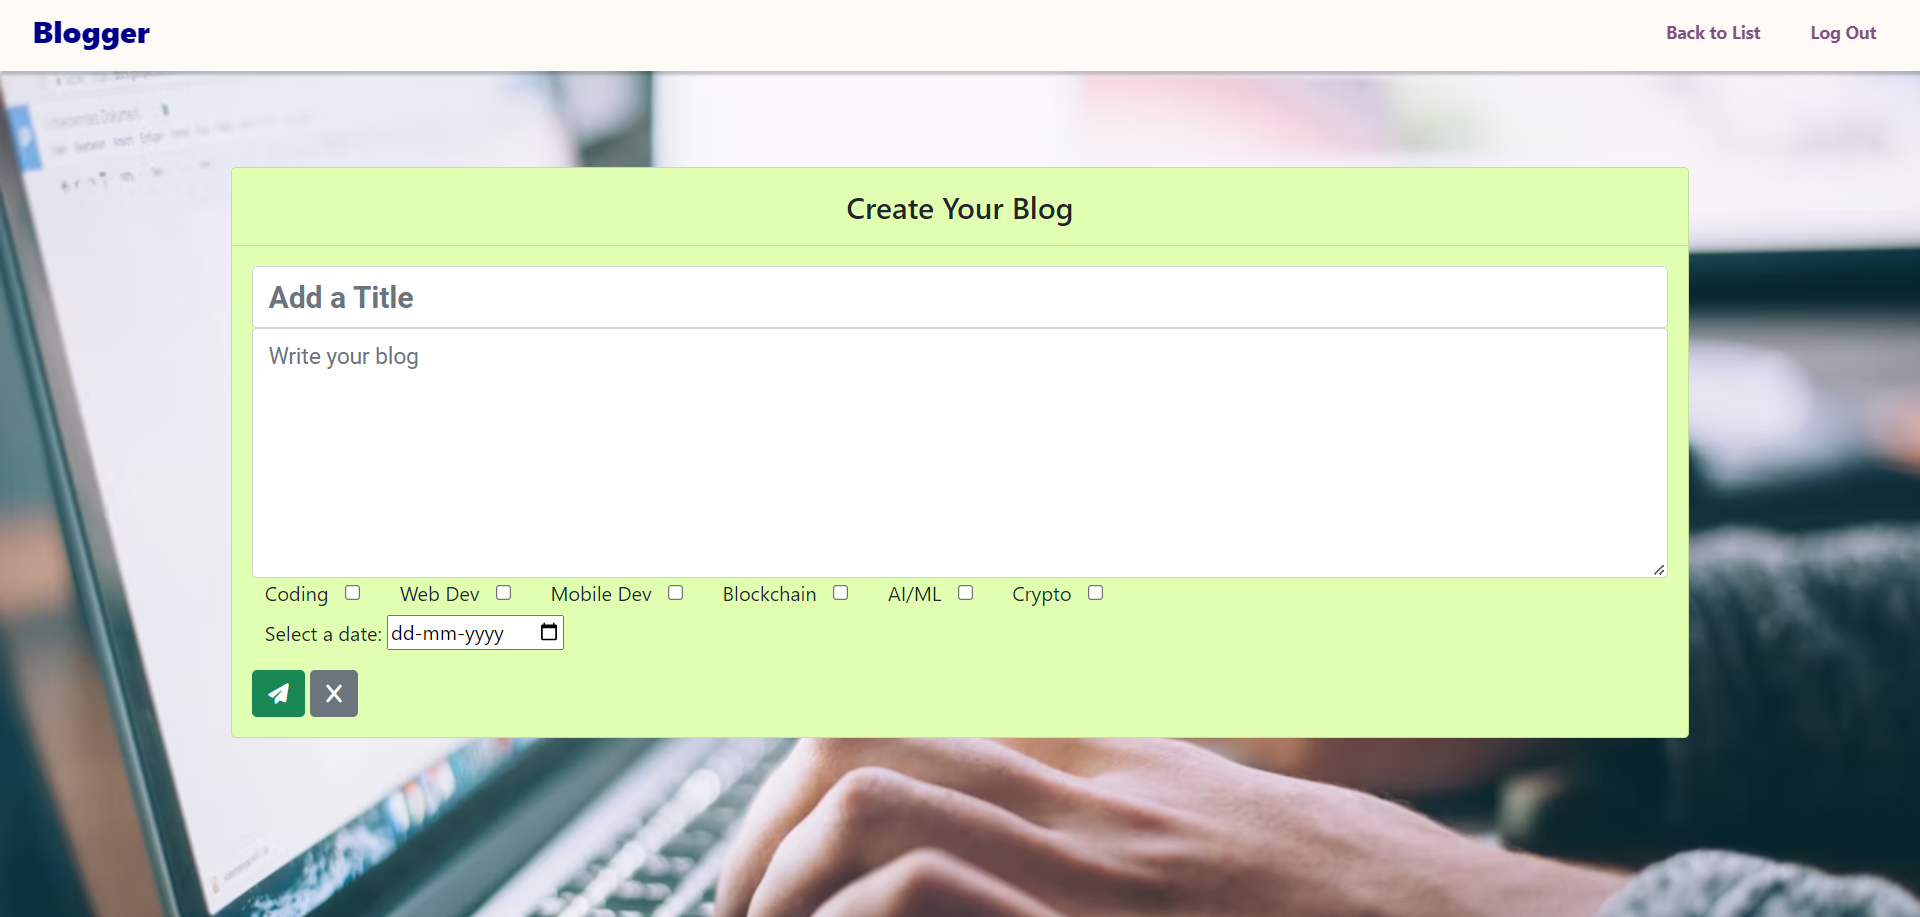 Blogger
Back to List
Log Out
Create Your Blog
Add a Title
Write your blog
Coding Web Dev Mobile Dev Blockchain AI/ML Crypto
Select a date: dd-mm-yyyy